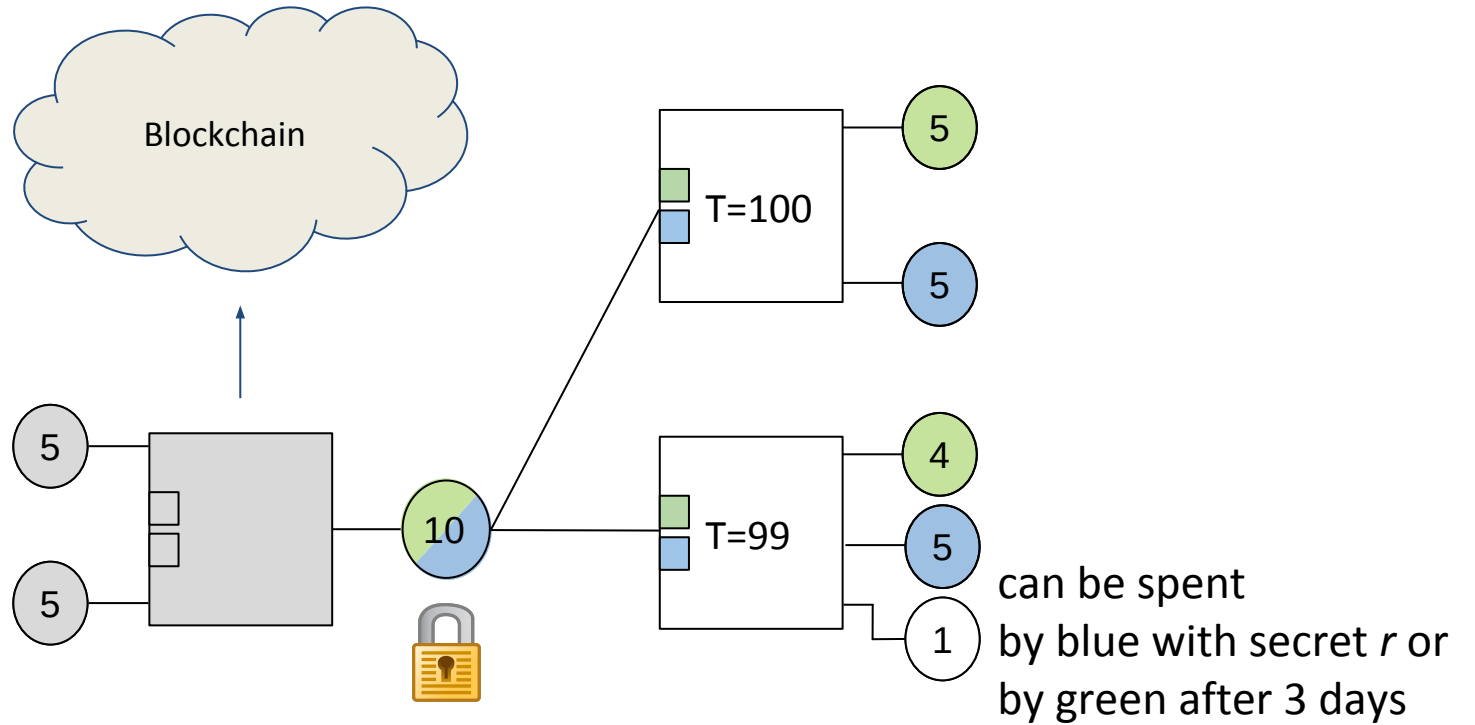 Blockchain
5
T=100
5
5
5
10
T=99
4
5
1
can be spent
by blue with secret r or
by green after 3 days